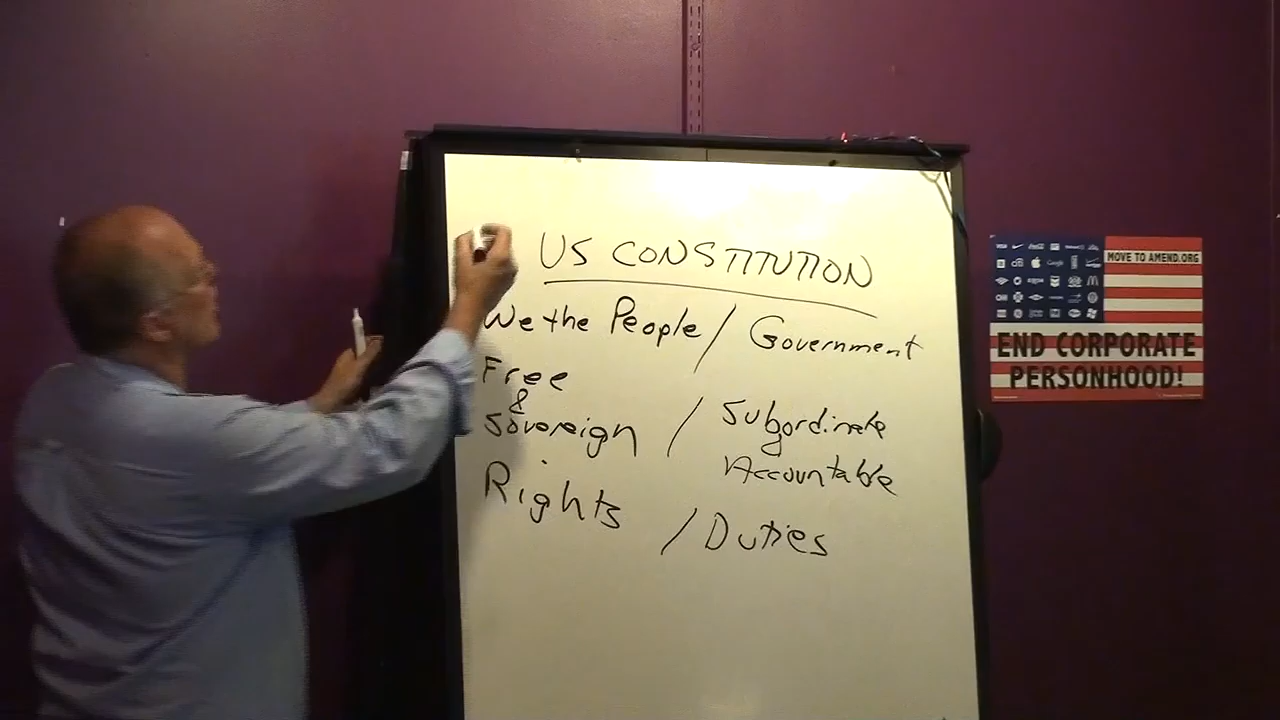 US CONSTITUTION
We the People / Government
Free
&
Sovereign / Subordinate
Accountable
Rights / Duties
MOVE TO AMEND.ORG
END CORPORATE
PERSONHOOD!